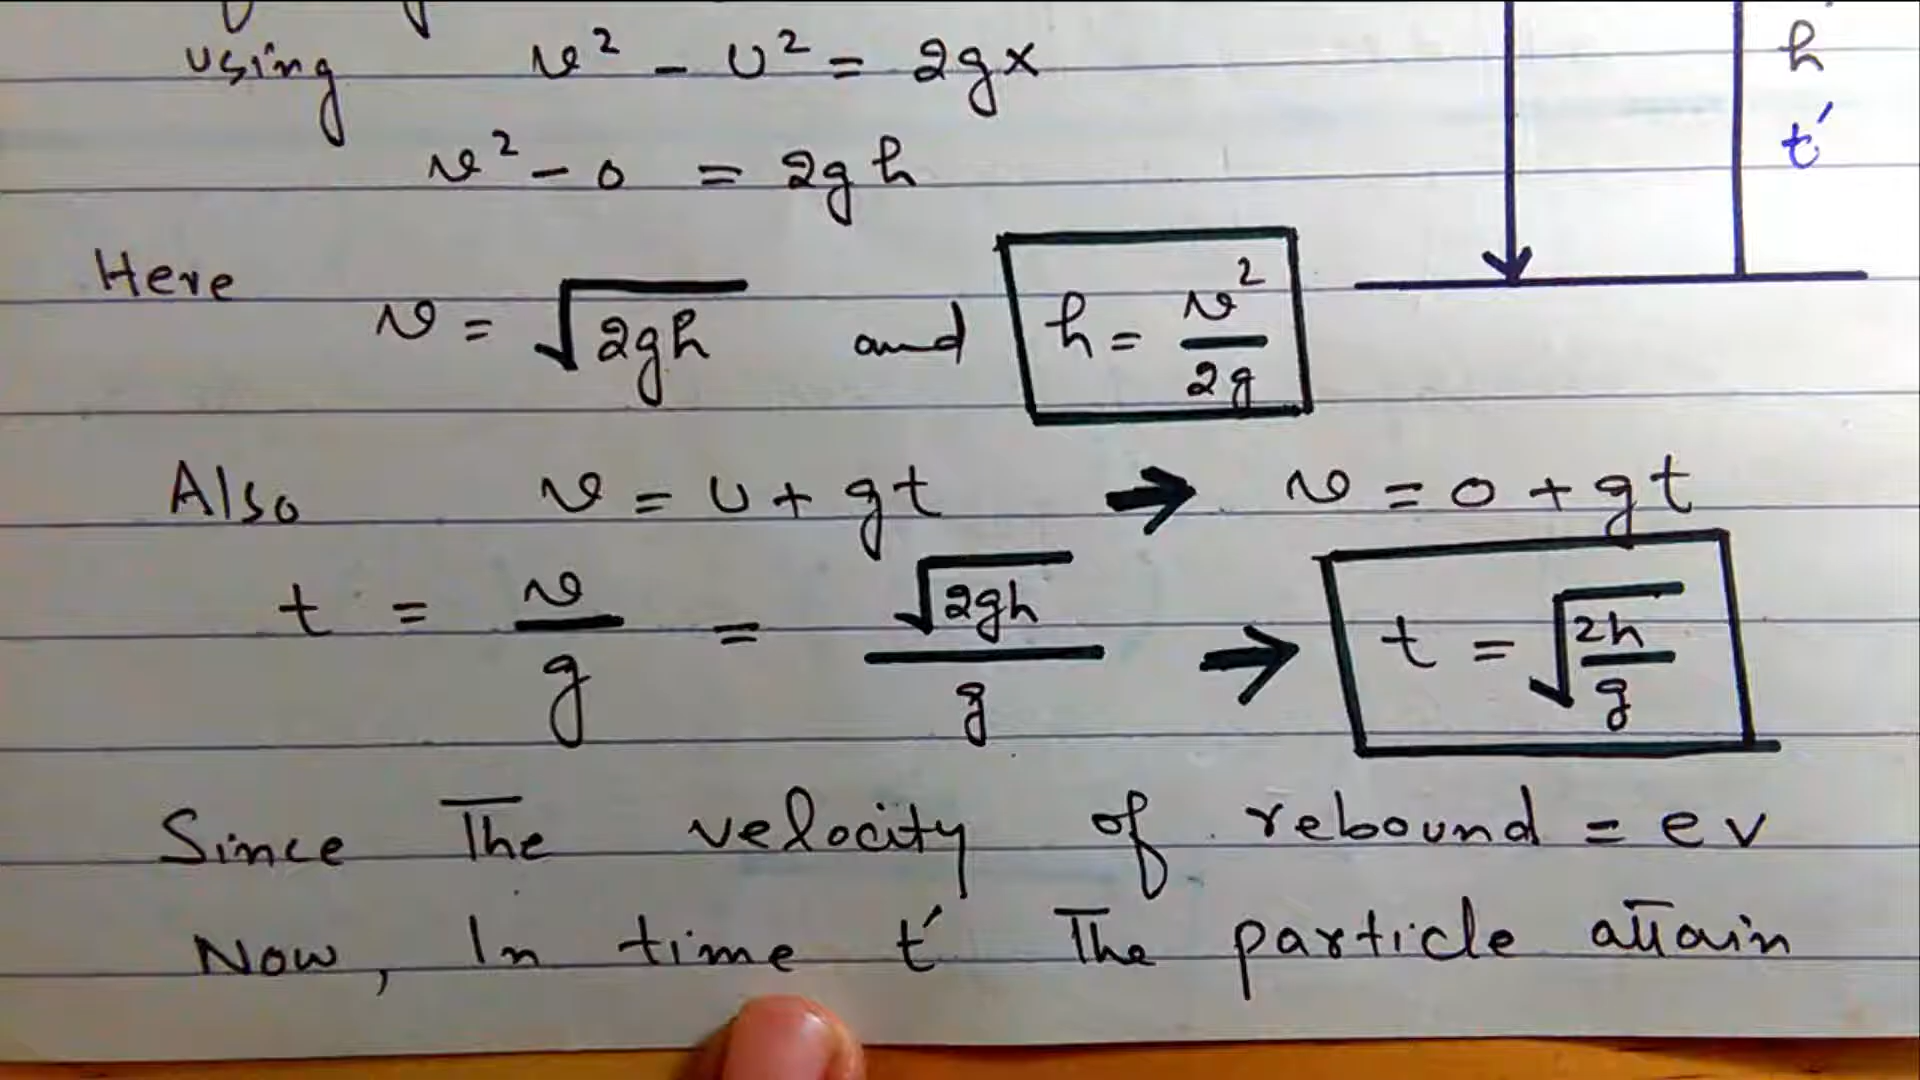 using v² - u² = 2gx
h
t′
v² - 0 = 2gh
Here v = √2gh and h = v²/2g
Also v = u + gt → v = 0 + gt
t = v/g = √2gh/g → t = √2h/g
Since The velocity of rebound = ev
Now, In time t′ The particle attain